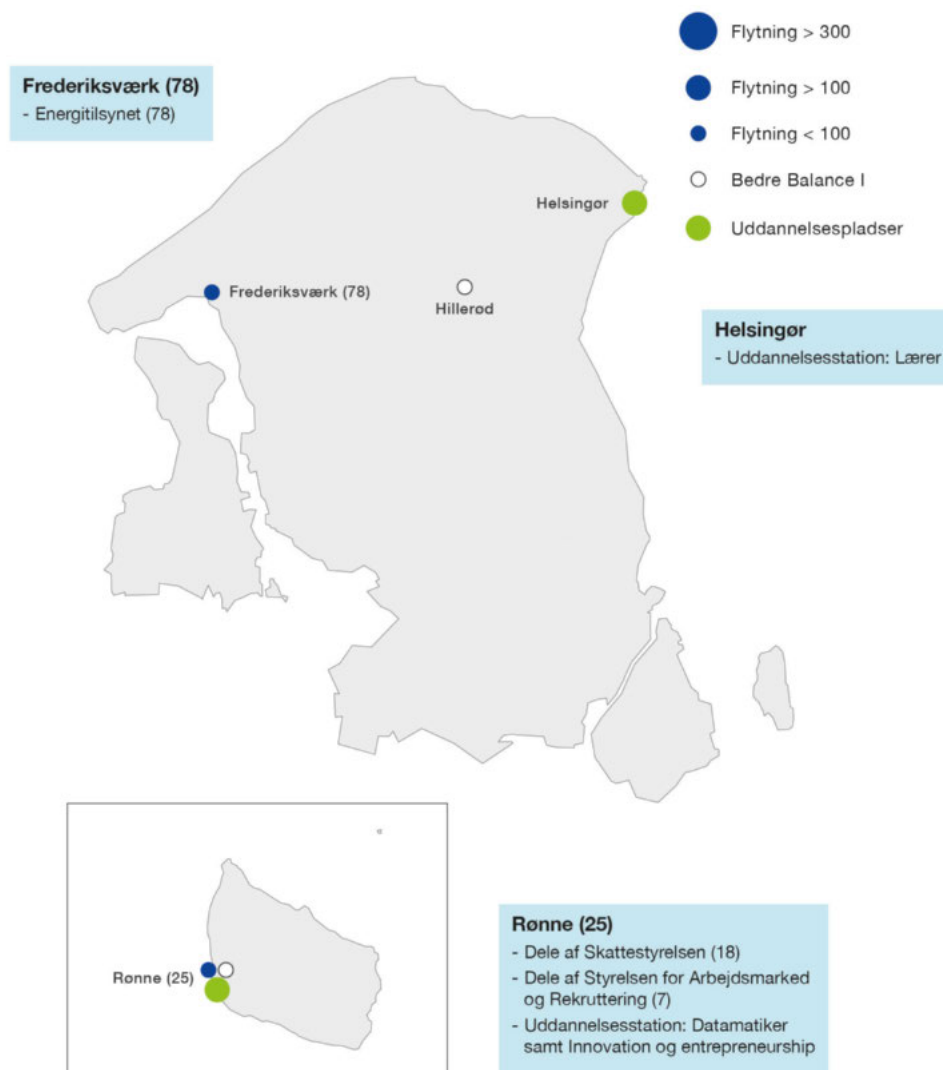 Flytning > 300
Flytning > 100
Flytning < 100
Bedre Balance I
Uddannelsespladser
Frederiksværk (78)
- Energitilsynet (78)
Helsingør
Frederiksværk (78)
Hillerød
Helsingør
- Uddannelsesstation: Lærer
Rønne (25)
Rønne (25)
- Dele af Skattestyrelsen (18)
- Dele af Styrelsen for Arbejdsmarked
og Rekruttering (7)
- Uddannelsesstation: Datamatiker
samt Innovation og entrepreneurship